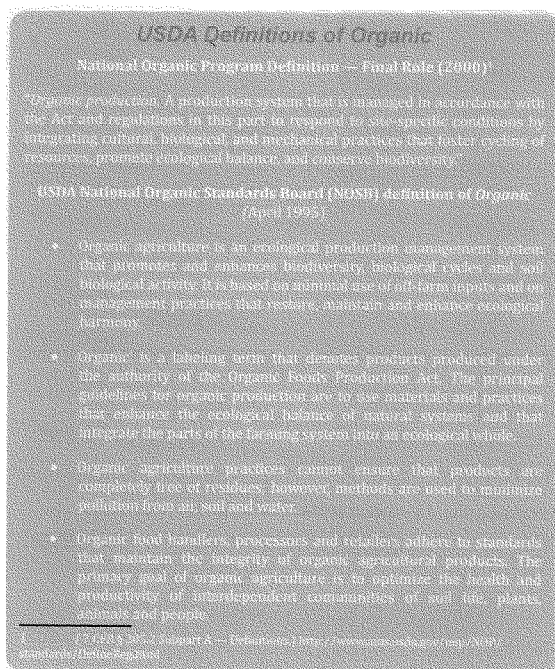 USDA Definitions of Organic
National Organic Program Definition — Final Role (2000)¹
"Organic production. A production system that is managed in accordance with
the Act and regulations in this part to respond to site-specific conditions by
integrating cultural, biological, and mechanical practices that foster cycling of
resources, promote ecological balance, and conserve biodiversity."
USDA National Organic Standards Board (NOSB) definition of Organic
(April 1995)
• Organic agriculture is an ecological production management system
that promotes and enhances biodiversity, biological cycles and soil
biological activity. It is based on minimal use of off-farm inputs and on
management practices that restore, maintain and enhance ecological
harmony.
• Organic is a labeling term that denotes products produced under
the authority of the Organic Foods Production Act. The principal
guidelines for organic production are to use materials and practices
that enhance the ecological balance of natural systems and that
integrate the parts of the farming system into an ecological whole.
• Organic agriculture practices cannot ensure that products are
completely free of residues; however, methods are used to minimize
pollution from air, soil and water.
• Organic food handlers, processors and retailers adhere to standards
that maintain the integrity of organic agricultural products. The
primary goal of organic agriculture is to optimize the health and
productivity of interdependent communities of soil life, plants,
animals and people.
1 Subpart A — Definitions